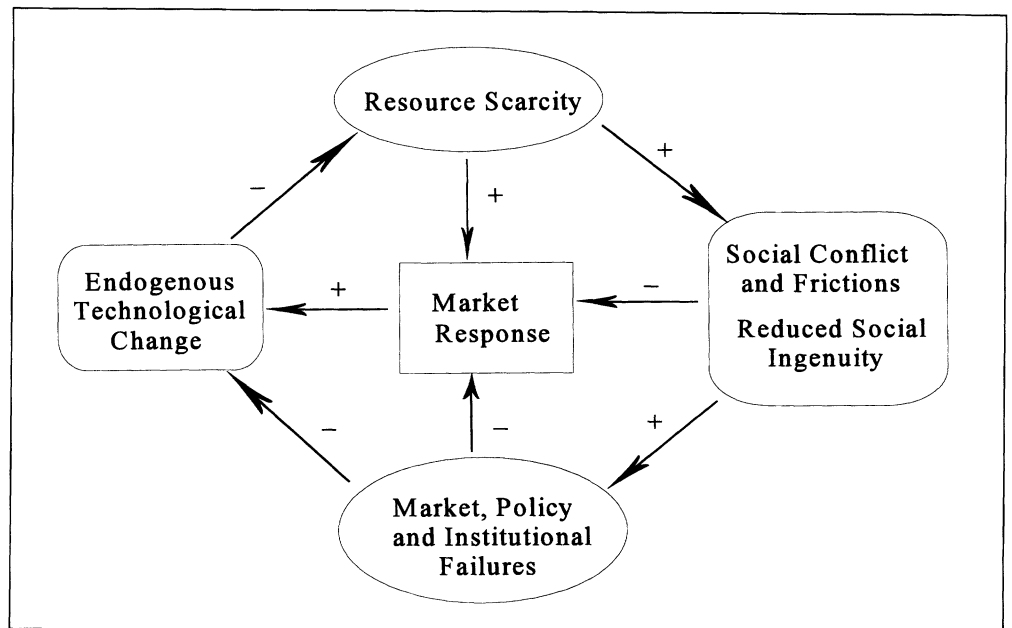 Resource Scarcity
+
−
+
Endogenous
Technological
Change
+
Market
Response
−
Social Conflict
and Frictions
Reduced Social
Ingenuity
−
−
+
Market, Policy
and Institutional
Failures